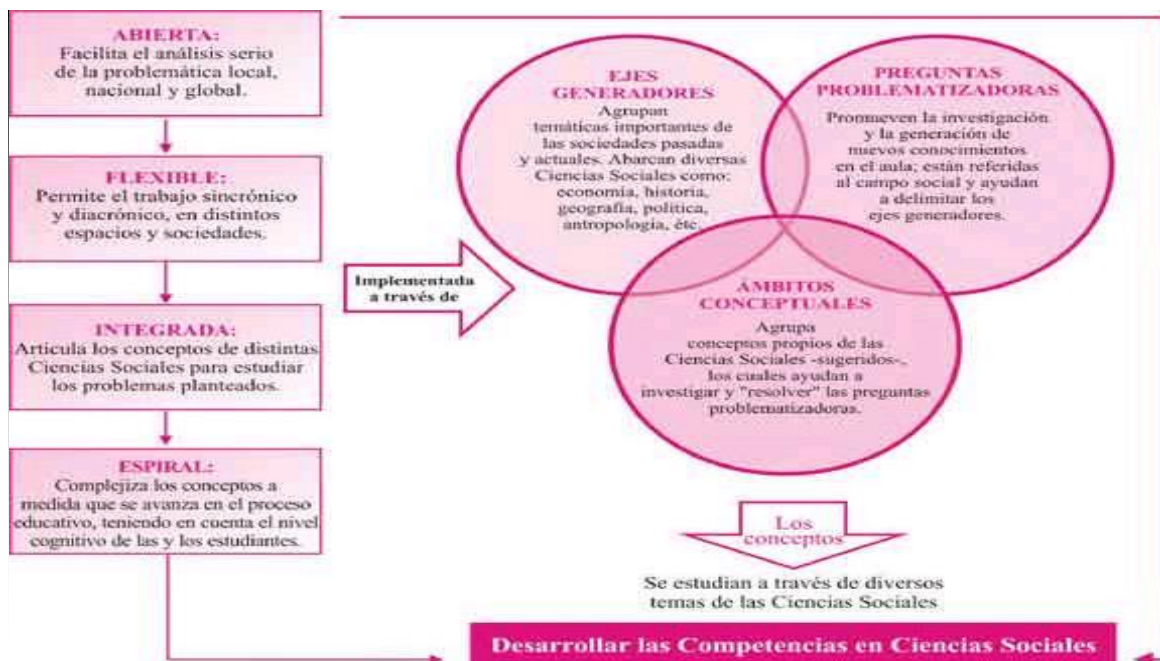 ABIERTA:
Facilita el análisis serio
de la problemática local,
nacional y global.
FLEXIBLE:
Permite el trabajo sincrónico
y diacrónico, en distintos
espacios y sociedades.
INTEGRADA:
Articula los conceptos de distintas
Ciencias Sociales para estudiar
los problemas planteados.
ESPIRAL:
Complejiza los conceptos a
medida que se avanza en el proceso
educativo, teniendo en cuenta el nivel
cognitivo de las y los estudiantes.
Implementada
a través de
EJES
GENERADORES
Agrupan
temáticas importantes de
las sociedades pasadas
y actuales. Abarcan diversas
Ciencias Sociales como:
economía, historia,
geografía, política,
antropología, étc.
PREGUNTAS
PROBLEMATIZADORAS
Promueven la investigación
y la generación de
nuevos conocimientos
en el aula; están referidas
al campo social y ayudan
a delimitar los
ejes generadores.
ÁMBITOS
CONCEPTUALES
Agrupa
conceptos propios de las
Ciencias Sociales -sugeridos-,
los cuales ayudan a
investigar y "resolver" las preguntas
problematizadoras.
Los
conceptos
Se estudian a través de diversos
temas de las Ciencias Sociales
Desarrollar las Competencias en Ciencias Sociales